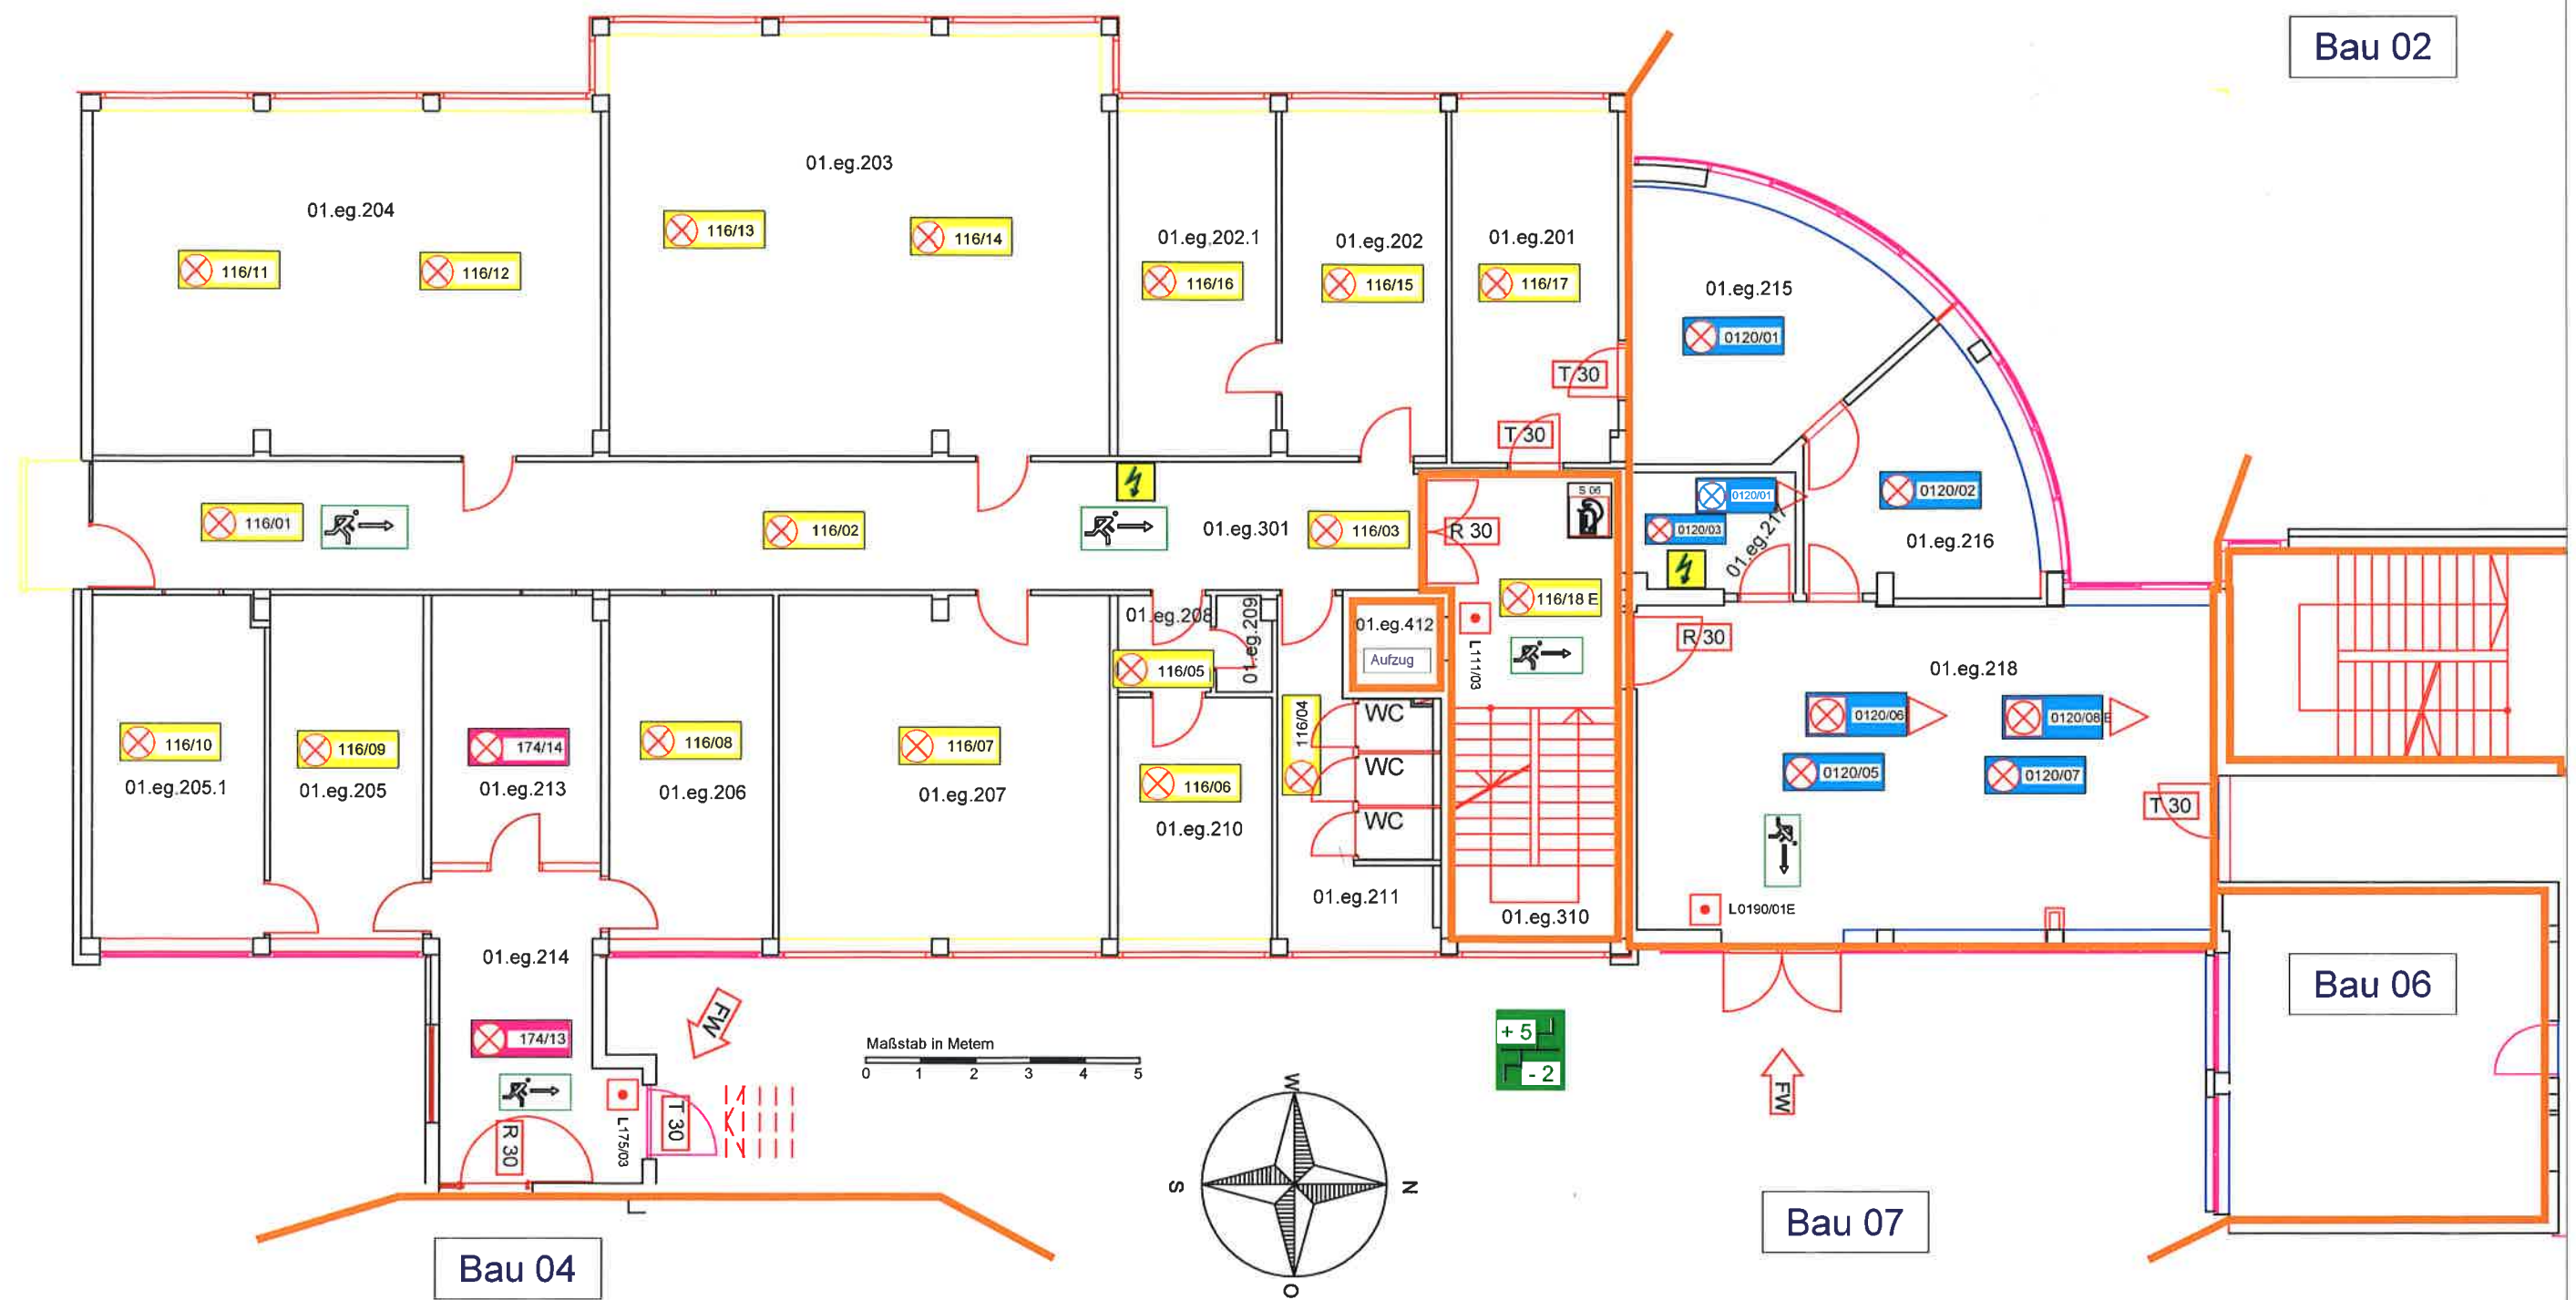 Bau 02
01.eg.203
01.eg.204
116/13
116/14
01.eg.202.1
01.eg.202
01.eg.201
116/11
116/12
116/16
116/15
116/17
01.eg.215
0120/01
T 30
T 30
S 06
0120/01
0120/02
116/01
116/02
01.eg.301
116/03
R 30
0120/03
01.eg.217
01.eg.216
116/18 E
01.eg.208
01.eg.209
01.eg.412
Aufzug
L111/03
R 30
01.eg.218
116/05
116/04
WC
0120/06
0120/08 E
116/10
116/09
174/14
116/08
116/07
WC
0120/05
0120/07
01.eg.205.1
01.eg.205
01.eg.213
01.eg.206
01.eg.207
116/06
01.eg.210
WC
T 30
01.eg.211
01.eg.310
L0190/01E
01.eg.214
Bau 06
FW
174/13
Maßstab in Metern
0 1 2 3 4 5
+ 5
- 2
FW
R 30
L175/03
T 30
W
S
N
O
Bau 07
Bau 04